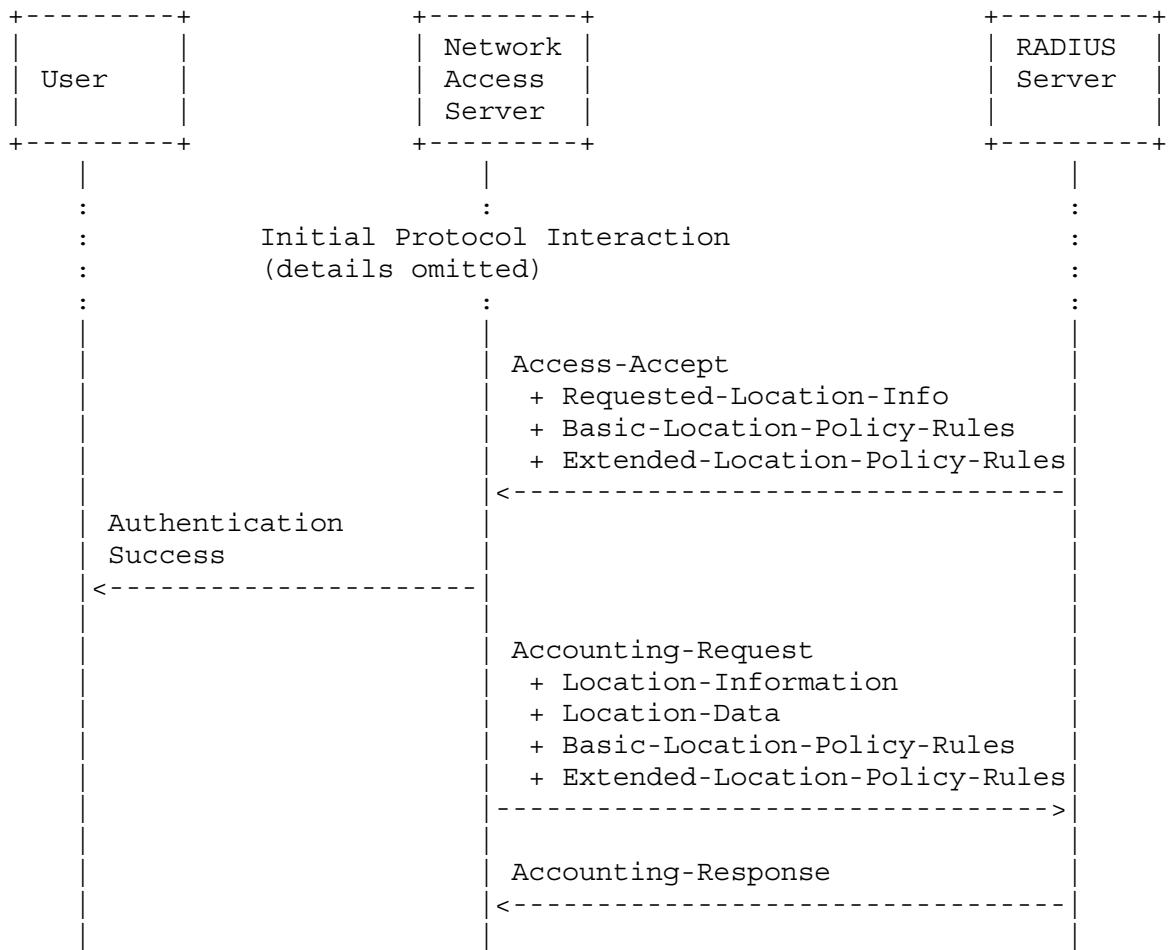 User
Network
Access
Server
RADIUS
Server
Initial Protocol Interaction
(details omitted)
Access-Accept
+ Requested-Location-Info
+ Basic-Location-Policy-Rules
+ Extended-Location-Policy-Rules
Authentication
Success
Accounting-Request
+ Location-Information
+ Location-Data
+ Basic-Location-Policy-Rules
+ Extended-Location-Policy-Rules
Accounting-Response